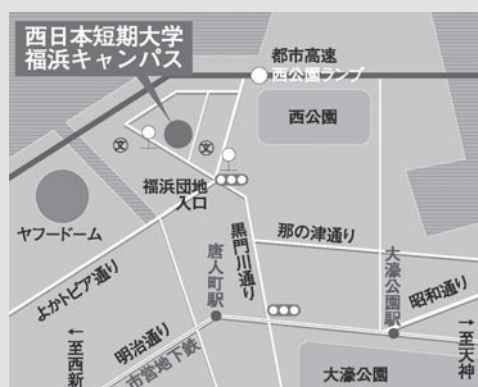 西日本短期大学
福浜キャンパス
都市高速
西公園ランプ
西公園
文
文
福浜団地
入口
ヤフードーム
よかトピア通り
黒門川通り
那の津通り
唐人町駅
大濠公園駅
昭和通り
←至西新
明治通り
市営地下鉄
→至天神
大濠公園